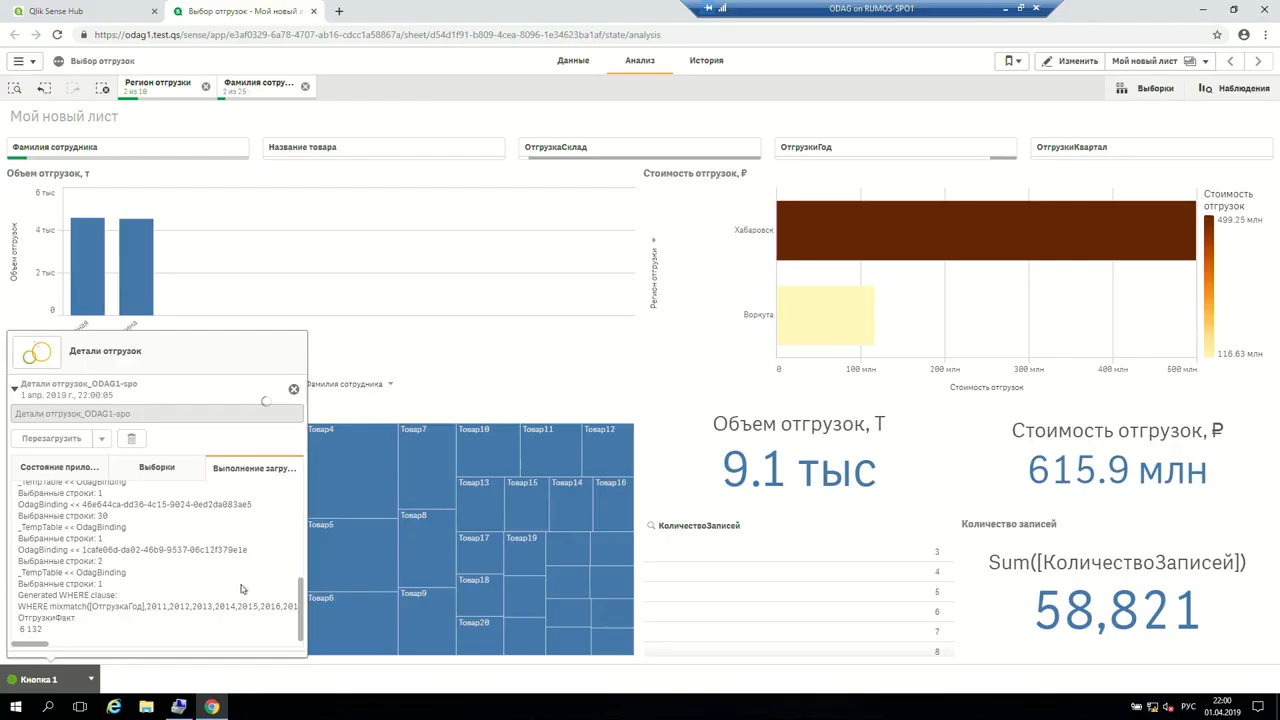 Qlik Sense Hub
Выбор отгрузок - Мой новый л
ODAG on RUMOS-SPO1
https://odag1.test.qs/sense/app/e3af0329-6a78-4707-ab16-cdcc1a58867a/sheet/d54d1f91-b809-4cea-8096-1e34623ba1af/state/analysis
Выбор отгрузок
Данные
Анализ
История
Изменить
Мой новый лист
Регион отгрузки
2 из 10
Фамилия сотру...
2 из 25
Выборки
Наблюдения
Мой новый лист
Фамилия сотрудника
Название товара
ОтгрузкаСклад
ОтгрузкиГод
ОтгрузкиКвартал
Объем отгрузок, т
Объем отгрузок
6 тыс
4 тыс
2 тыс
0
Фамилия сотрудника
Стоимость отгрузок, ₽
Регион отгрузки
Хабаровск
Воркута
0
100 млн
200 млн
300 млн
400 млн
500 млн
Стоимость отгрузок
Стоимость
отгрузок
499.25 млн
116.63 млн
Детали отгрузок
Детали отгрузок_ODAG1-spo
1 апр. 2019 г., 22:00:05
Детали отгрузок_ODAG1-spo
Перезагрузить
Состояние прило...
Выборки
Выполнение загру...
_TempTable << OdagBinding
Выбранные строки: 1
OdagBinding << 46e644ca-dd36-4c15-9024-0ed2da083ae5
Выбранные строки: 30
_TempTable << OdagBinding
Выбранные строки: 1
OdagBinding << 1cafe06d-da02-46b9-9537-06c12f379e1e
Выбранные строки: 2
_TempTable << OdagBinding
Выбранные строки: 1
Generated WHERE clause:
WHERE mixmatch([ОтгрузкаГод],2011,2012,2013,2014,2015,2016,201
ОтгрузкиФакт
6 132
Товар4
Товар5
Товар6
Товар7
Товар8
Товар9
Товар10
Товар11
Товар12
Товар13
Товар15
Товар14
Товар16
Товар17
Товар19
Товар18
Товар20
Объем отгрузок, Т
9.1 тыс
Стоимость отгрузок, ₽
615.9 млн
КоличествоЗаписей
3
4
5
6
7
8
Количество записей
Sum([КоличествоЗаписей])
58,821
Кнопка 1
РУС
22:00
01.04.2019